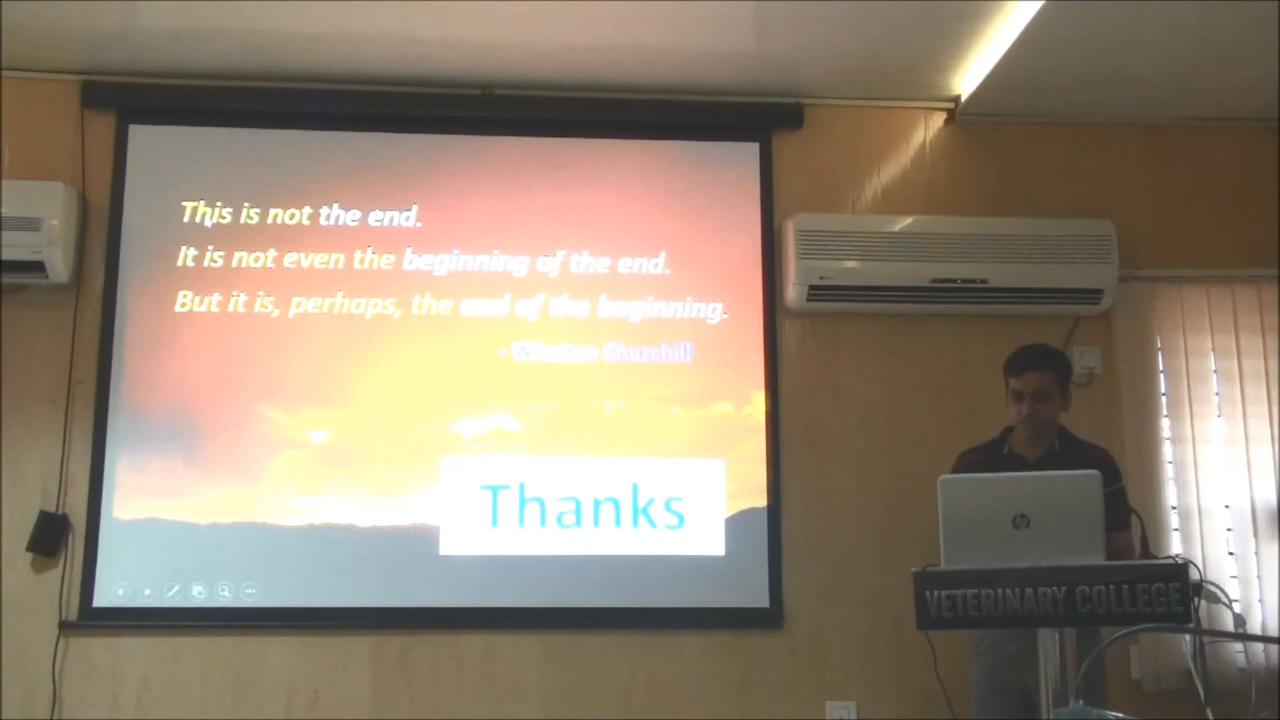 This is not the end.
It is not even the beginning of the end.
But it is, perhaps, the end of the beginning.
- Winston Churchill
Thanks
hp
VETERINARY COLLEGE